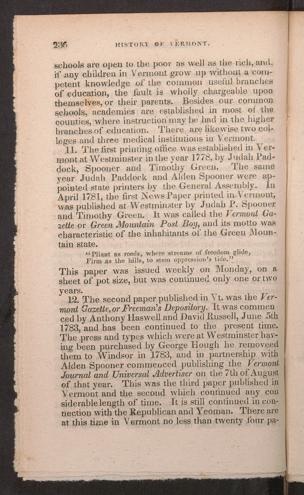 236 HISTORY OF VERMONT.
schools are open to the poor as well as the rich, and,
if any children in Vermont grow up without a com-
petent knowledge of the common useful branches
of education, the fault is wholly chargeable upon
themselves, or their parents. Besides our common
schools, academies are established in most of the
counties, where instruction may be had in the higher
branches of education. There are likewise two col-
leges and three medical institutions in Vermont.
11. The first printing office was established in Ver-
mont at Westminster in the year 1778, by Judah Pad-
dock, Spooner and Timothy Green. The same
year Judah Paddock and Alden Spooner were ap-
pointed state printers by the General Assembly. In
April 1781, the first News Paper printed in Vermont,
was published at Westminster by Judah P. Spooner
and Timothy Green. It was called the Vermont Ga-
zette or Green Mountain Post Boy, and its motto was
characteristic of the inhabitants of the Green Moun-
tain state.
"Pliant as reeds, where streams of freedom glide,
Firm as the hills, to stem oppression's tide."
This paper was issued weekly on Monday, on a
sheet of pot size, but was continued only one or two
years.
12. The second paper published in Vt. was the Ver-
mont Gazette, or Freeman's Depository. It was commen-
ced by Anthony Haswell and David Russell, June 5th
1783, and has been continued to the present time.
The press and types which were at Westminster hav-
ing been purchased by George Hough he removeed
them to Windsor in 1783, and in partnership with
Alden Spooner commenced publishing the Vermont
Journal and Universal Advertizer on the 7th of August
of that year. This was the third paper published in
Vermont and the second which continued any con
siderable length of time. It is still continued in con-
nection with the Republican and Yeoman. There are
at this time in Vermont no less than twenty four pa-